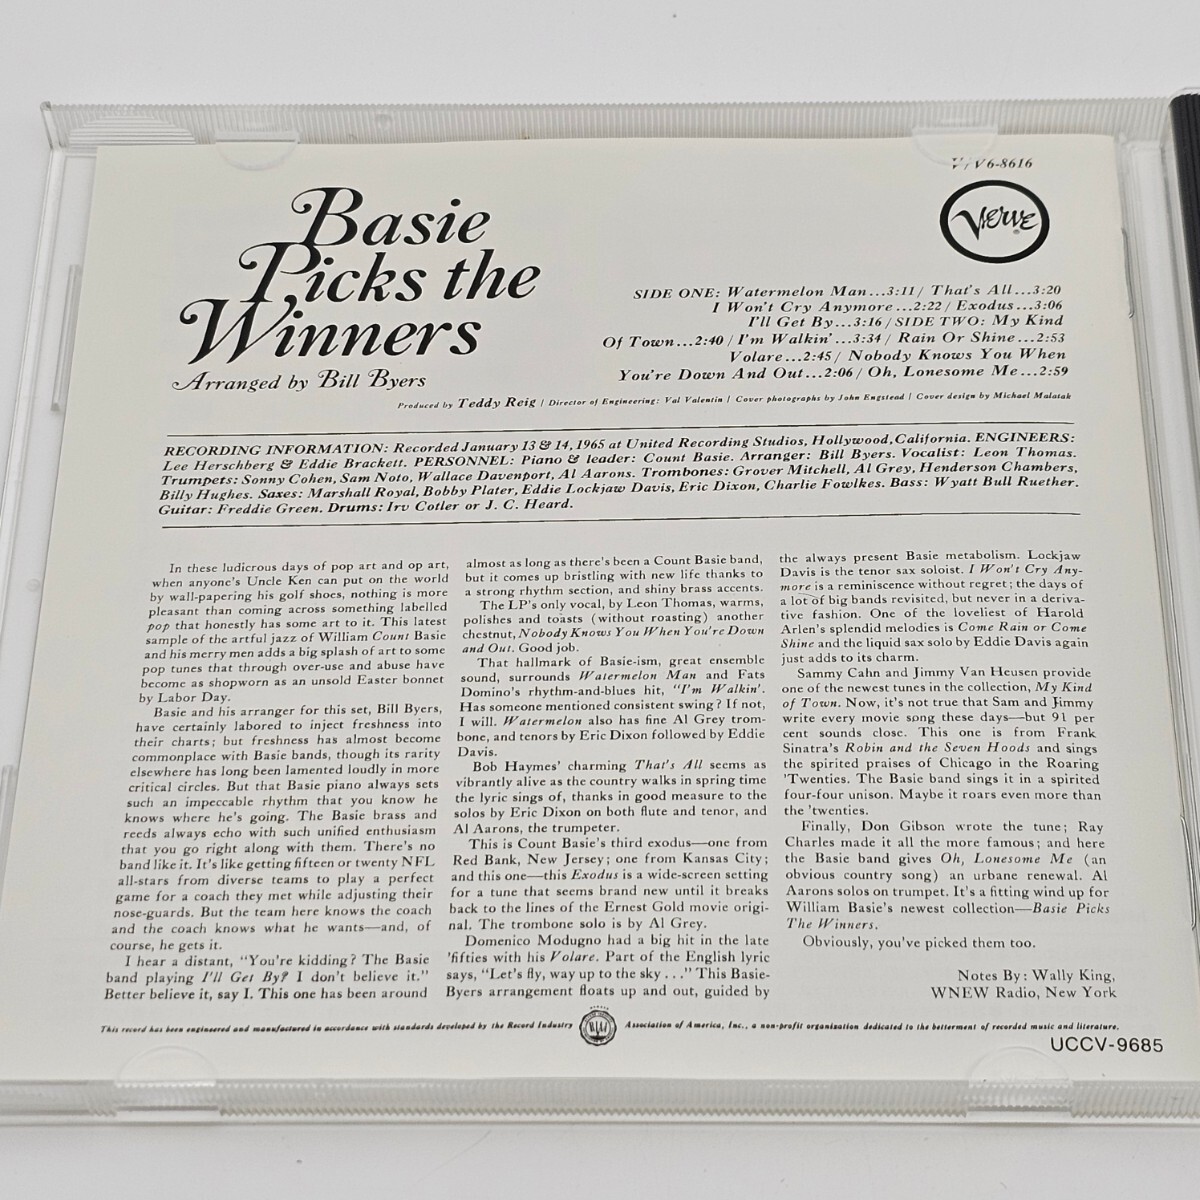 V/V6-8616
Verve
Basie
Picks the
Winners
Arranged by Bill Byers
SIDE ONE: Watermelon Man...3:11 / That's All...3:20
I Won't Cry Anymore...2:22 / Exodus...3:06
I'll Get By...3:16 / SIDE TWO: My Kind
Of Town...2:40 / I'm Walkin'...3:34 / Rain Or Shine...2:53
Volare...2:45 / Nobody Knows You When
You're Down And Out...2:06 / Oh, Lonesome Me...2:59
Produced by Teddy Reig / Director of Engineering: Val Valentin / Cover photographs by John Engstead / Cover design by Michael Malatak
RECORDING INFORMATION: Recorded January 13 & 14, 1965 at United Recording Studios, Hollywood, California. ENGINEERS:
Lee Herschberg & Eddie Brackett. PERSONNEL: Piano & leader: Count Basie. Arranger: Bill Byers. Vocalist: Leon Thomas.
Trumpets: Sonny Cohen, Sam Noto, Wallace Davenport, Al Aarons. Trombones: Grover Mitchell, Al Grey, Henderson Chambers,
Billy Hughes. Saxes: Marshall Royal, Bobby Plater, Eddie Lockjaw Davis, Eric Dixon, Charlie Fowlkes. Bass: Wyatt Bull Ruether.
Guitar: Freddie Green. Drums: Irv Cotler or J. C. Heard.
In these ludicrous days of pop art and op art,
when anyone's Uncle Ken can put on the world
by wall-papering his golf shoes, nothing is more
pleasant than coming across something labelled
pop that honestly has some art to it. This latest
sample of the artful jazz of William Count Basie
and his merry men adds a big splash of art to some
pop tunes that through over-use and abuse have
become as shopworn as an unsold Easter bonnet
by Labor Day.
Basie and his arranger for this set, Bill Byers,
have certainly labored to inject freshness into
their charts; but freshness has almost become
commonplace with Basie bands, though its rarity
elsewhere has long been lamented loudly in more
critical circles. But that Basie piano always sets
such an impeccable rhythm that you know he
knows where he's going. The Basie brass and
reeds always echo with such unified enthusiasm
that you go right along with them. There's no
band like it. It's like getting fifteen or twenty NFL
all-stars from diverse teams to play a perfect
game for a coach they met while adjusting their
nose-guards. But the team here knows the coach
and the coach knows what he wants—and, of
course, he gets it.
I hear a distant, "You're kidding? The Basie
band playing I'll Get By? I don't believe it."
Better believe it, say I. This one has been around
almost as long as there's been a Count Basie band,
but it comes up bristling with new life thanks to
a strong rhythm section, and shiny brass accents.
The LP's only vocal, by Leon Thomas, warms,
polishes and toasts (without roasting) another
chestnut, Nobody Knows You When You're Down
and Out. Good job.
That hallmark of Basie-ism, great ensemble
sound, surrounds Watermelon Man and Fats
Domino's rhythm-and-blues hit, "I'm Walkin'.
Has someone mentioned consistent swing? If not,
I will. Watermelon also has fine Al Grey trom-
bone, and tenors by Eric Dixon followed by Eddie
Davis.
Bob Haymes' charming That's All seems as
vibrantly alive as the country walks in spring time
the lyric sings of, thanks in good measure to the
solos by Eric Dixon on both flute and tenor, and
Al Aarons, the trumpeter.
This is Count Basie's third exodus—one from
Red Bank, New Jersey; one from Kansas City;
and this one—this Exodus is a wide-screen setting
for a tune that seems brand new until it breaks
back to the lines of the Ernest Gold movie origi-
nal. The trombone solo is by Al Grey.
Domenico Modugno had a big hit in the late
'fifties with his Volare. Part of the English lyric
says, "Let's fly, way up to the sky . . ." This Basie-
Byers arrangement floats up and out, guided by
the always present Basie metabolism. Lockjaw
Davis is the tenor sax soloist. I Won't Cry Any-
more is a reminiscence without regret; the days of
a lot of big bands revisited, but never in a deriva-
tive fashion. One of the loveliest of Harold
Arlen's splendid melodies is Come Rain or Come
Shine and the liquid sax solo by Eddie Davis again
just adds to its charm.
Sammy Cahn and Jimmy Van Heusen provide
one of the newest tunes in the collection, My Kind
of Town. Now, it's not true that Sam and Jimmy
write every movie song these days—but 91 per
cent sounds close. This one is from Frank
Sinatra's Robin and the Seven Hoods and sings
the spirited praises of Chicago in the Roaring
'Twenties. The Basie band sings it in a spirited
four-four unison. Maybe it roars even more than
the 'twenties.
Finally, Don Gibson wrote the tune; Ray
Charles made it all the more famous; and here
the Basie band gives Oh, Lonesome Me (an
obvious country song) an urbane renewal. Al
Aarons solos on trumpet. It's a fitting wind up for
William Basie's newest collection—Basie Picks
The Winners.
Obviously, you've picked them too.
Notes By: Wally King,
WNEW Radio, New York
This record has been engineered and manufactured in accordance with standards developed by the Record Industry Association of America, Inc., a non-profit organization dedicated to the betterment of recorded music and literature.
UCCV-9685